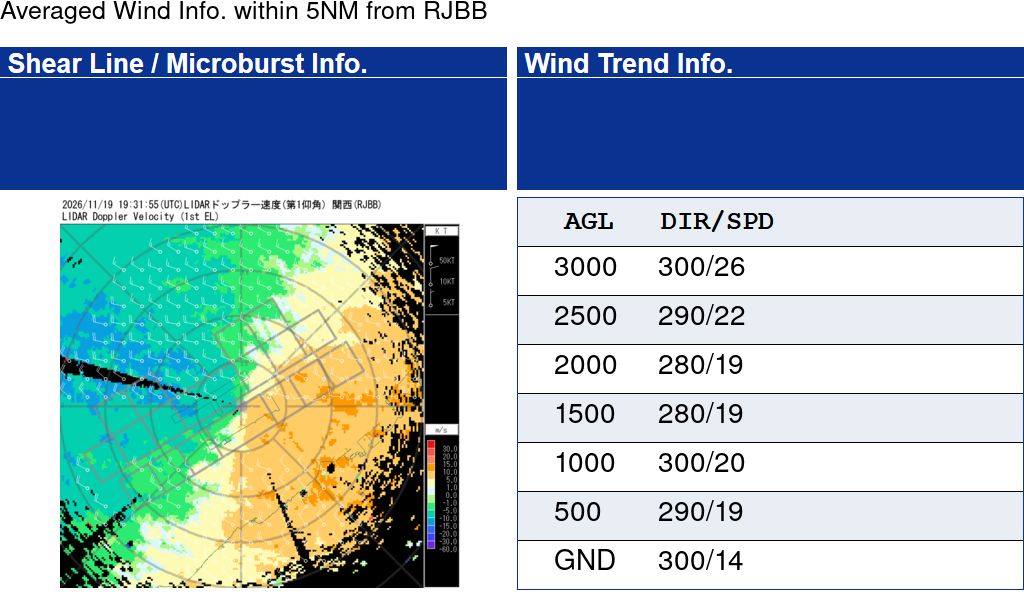 Averaged Wind Info. within 5NM from RJBB
Shear Line / Microburst Info.
Wind Trend Info.
2026/11/19 19:31:55(UTC)LIDARドップラー速度(第1仰角) 関西(RJBB)
LIDAR Doppler Velocity (1st EL)
KT
50KT
10KT
5KT
m/s
30.0
20.0
15.0
10.0
5.0
1.0
0.0
-1.0
-5.0
-10.0
-15.0
-20.0
-30.0
-60.0
AGL DIR/SPD
3000 300/26
2500 290/22
2000 280/19
1500 280/19
1000 300/20
500 290/19
GND 300/14